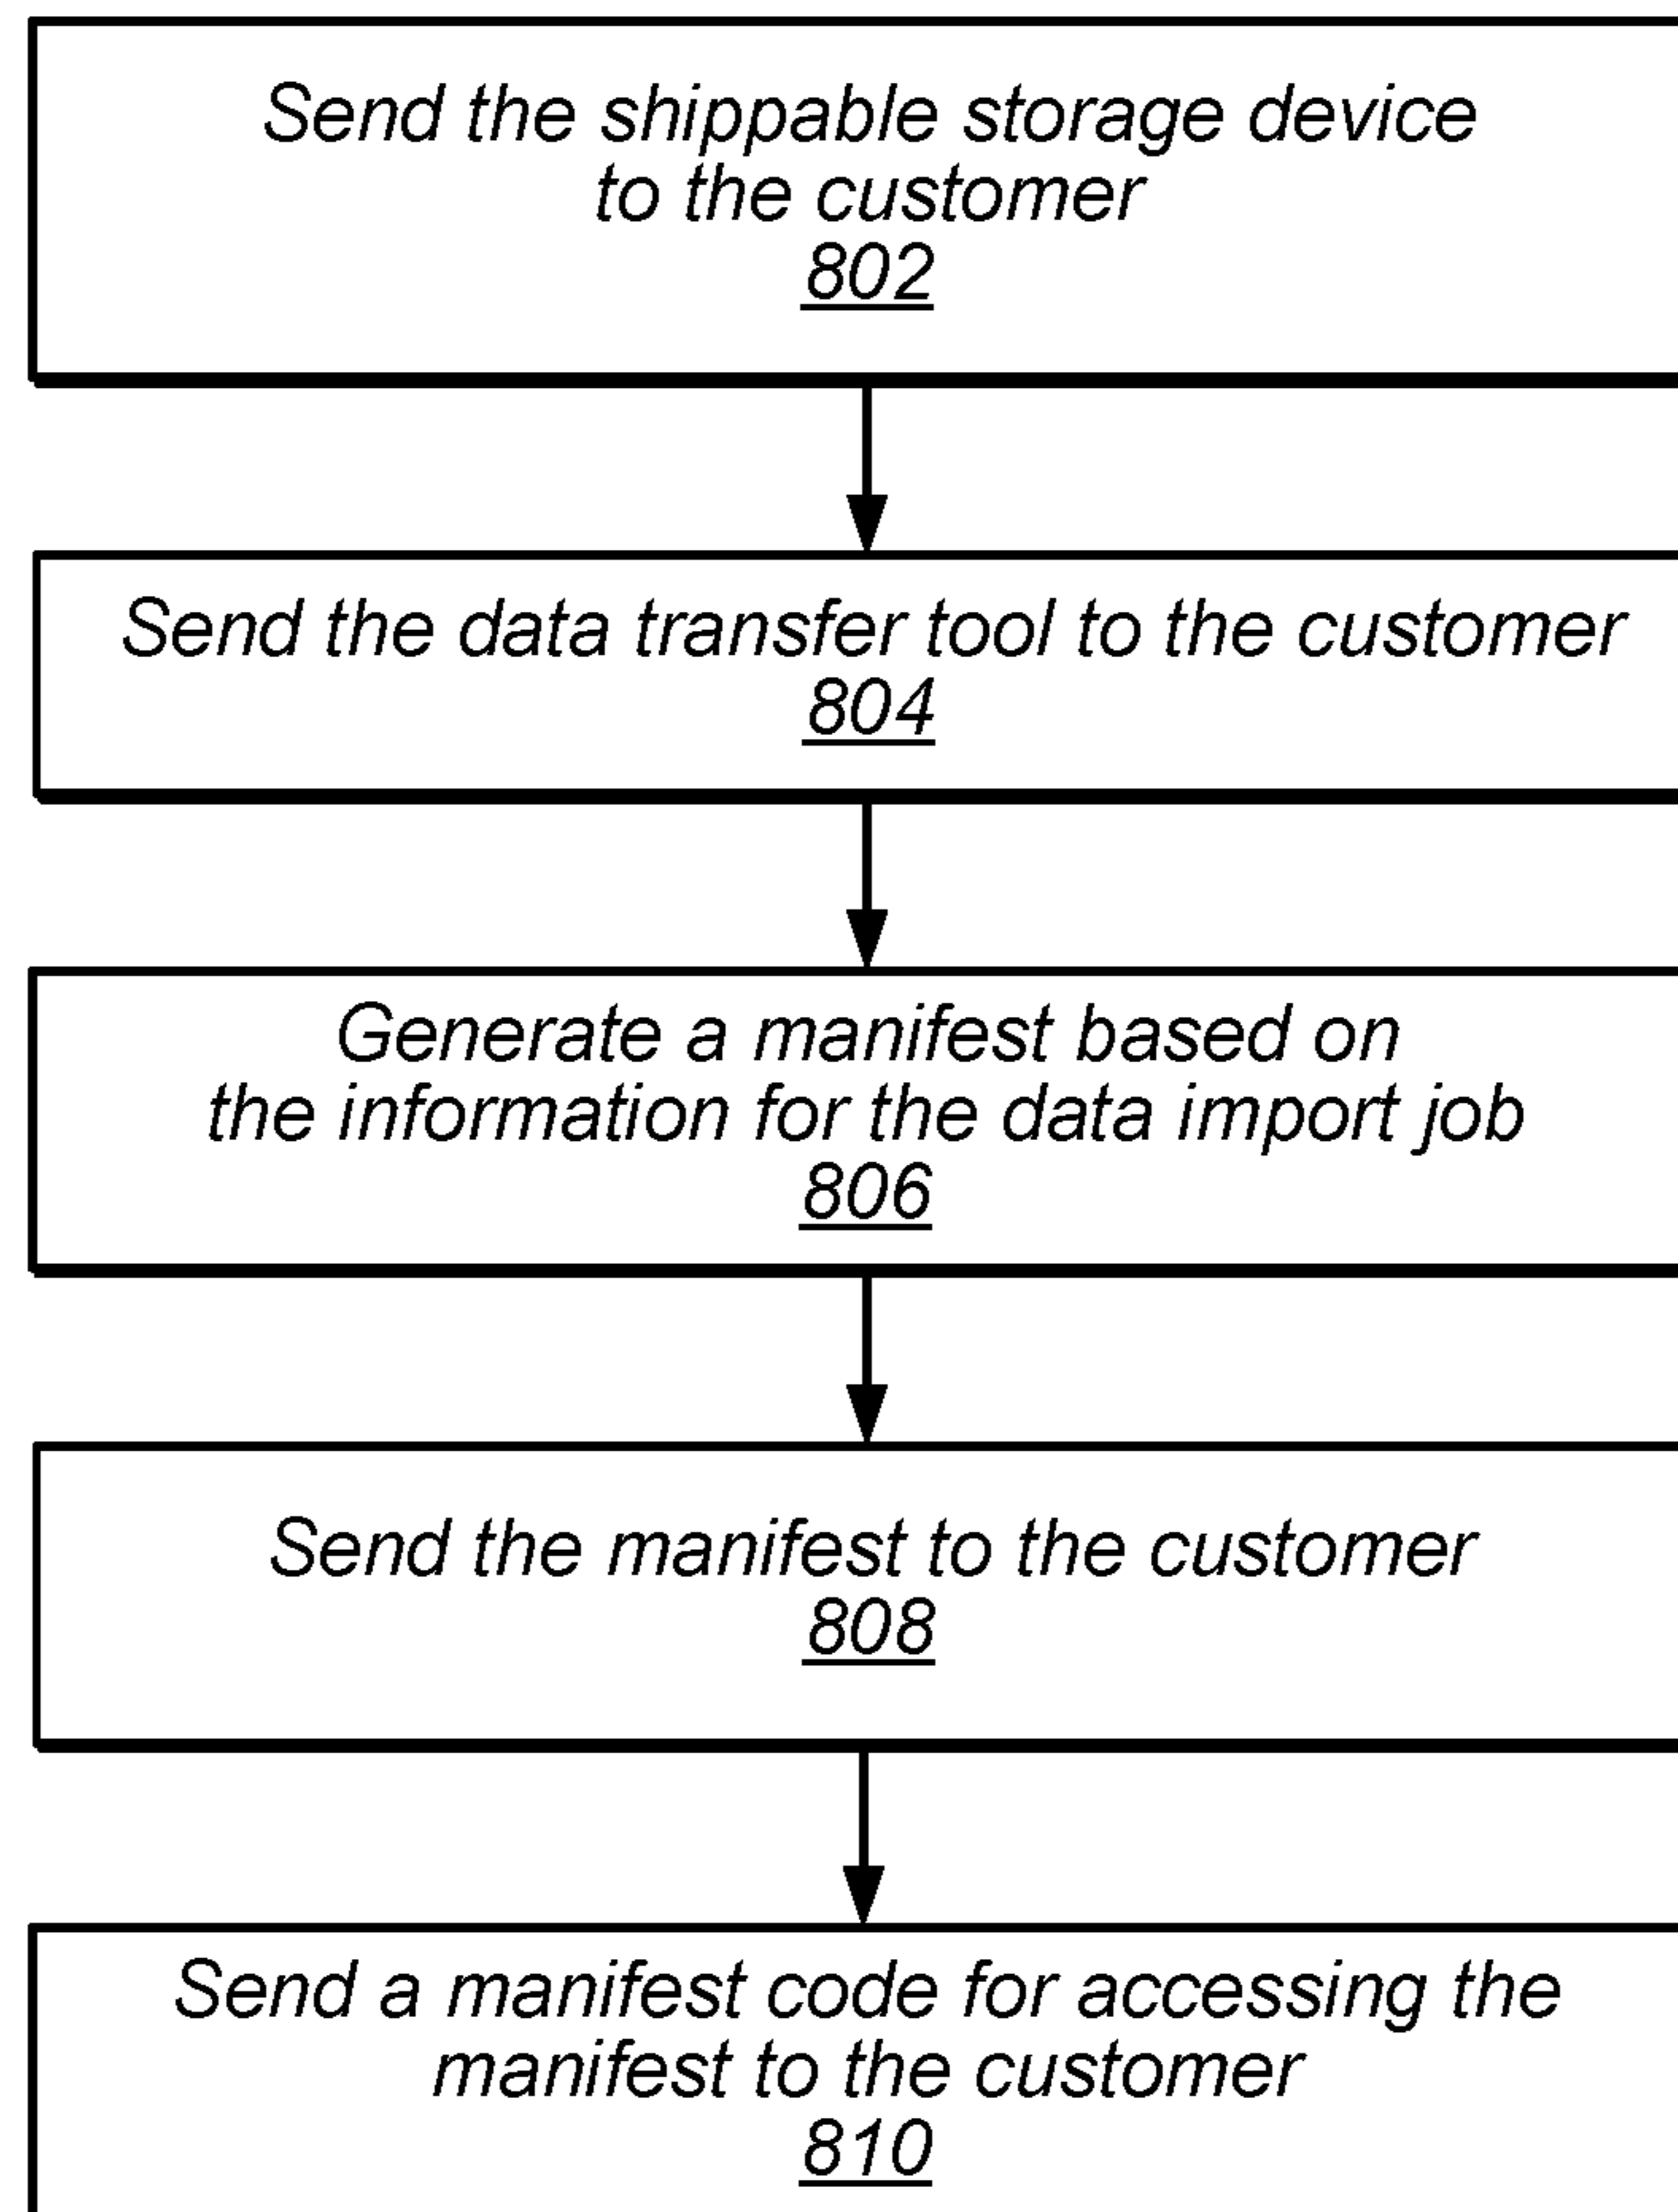 Send the shippable storage device
to the customer
802
Send the data transfer tool to the customer
804
Generate a manifest based on
the information for the data import job
806
Send the manifest to the customer
808
Send a manifest code for accessing the
manifest to the customer
810